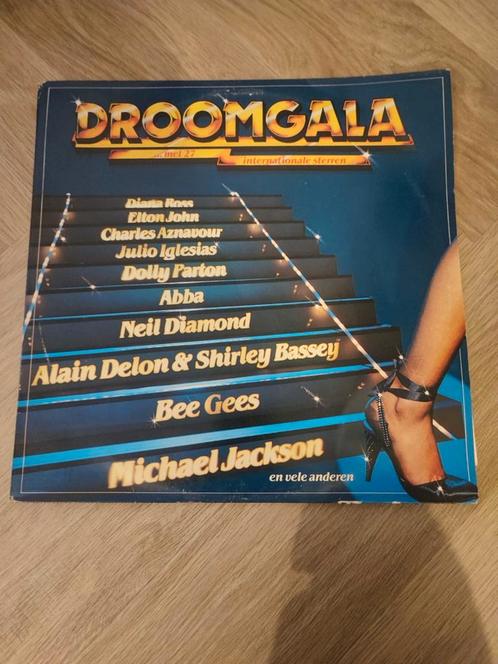 DROOMGALA
... met 27 internationale sterren
Diana Ross
Elton John
Charles Aznavour
Julio Iglesias
Dolly Parton
Abba
Neil Diamond
Alain Delon & Shirley Bassey
Bee Gees
Michael Jackson
en vele anderen